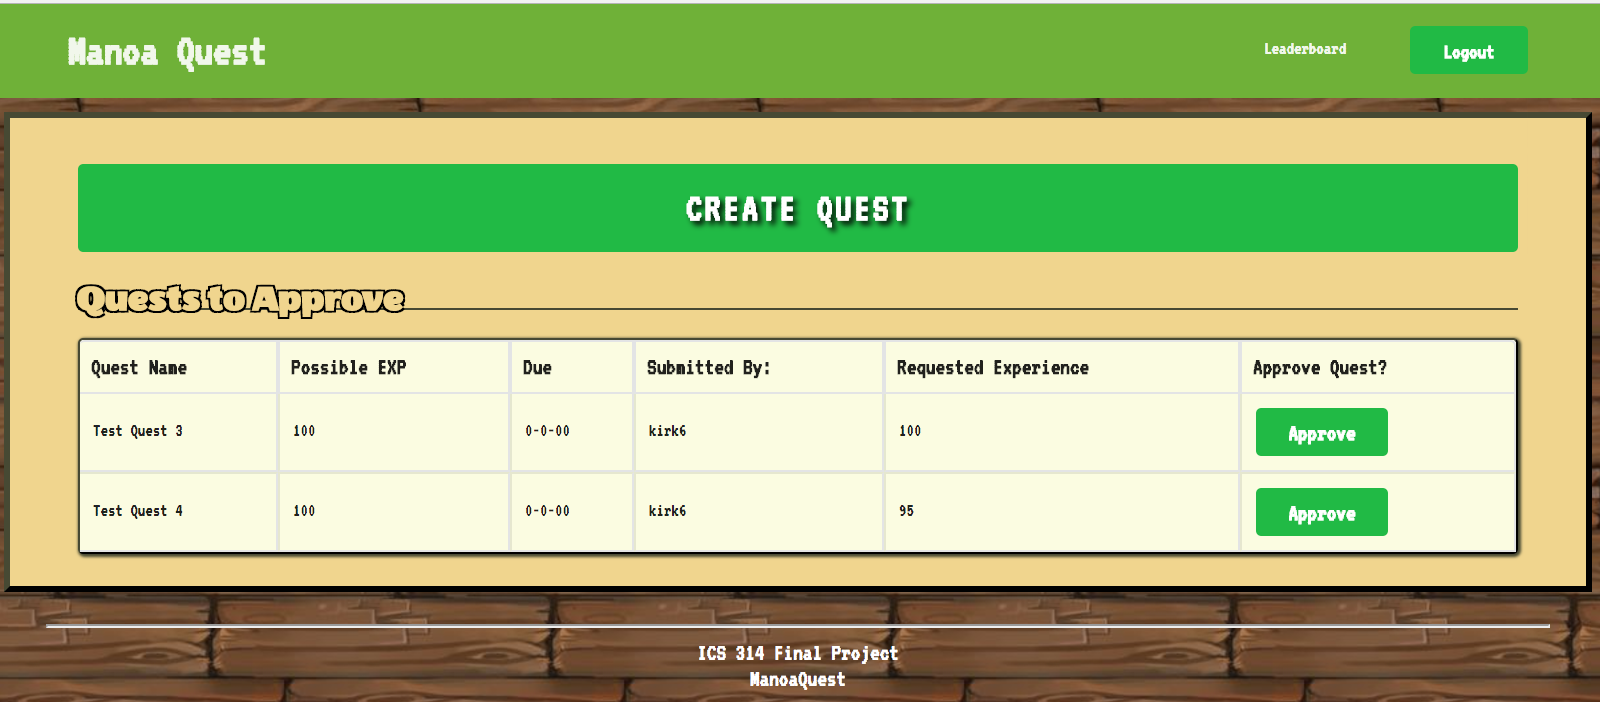 Manoa Quest Leaderboard Logout
CREATE QUEST
Quests to Approve
Quest Name Possible EXP Due Submitted By: Requested Experience Approve Quest?
Test Quest 3 100 0-0-00 kirk6 100 Approve
Test Quest 4 100 0-0-00 kirk6 95 Approve
ICS 314 Final Project
ManoaQuest